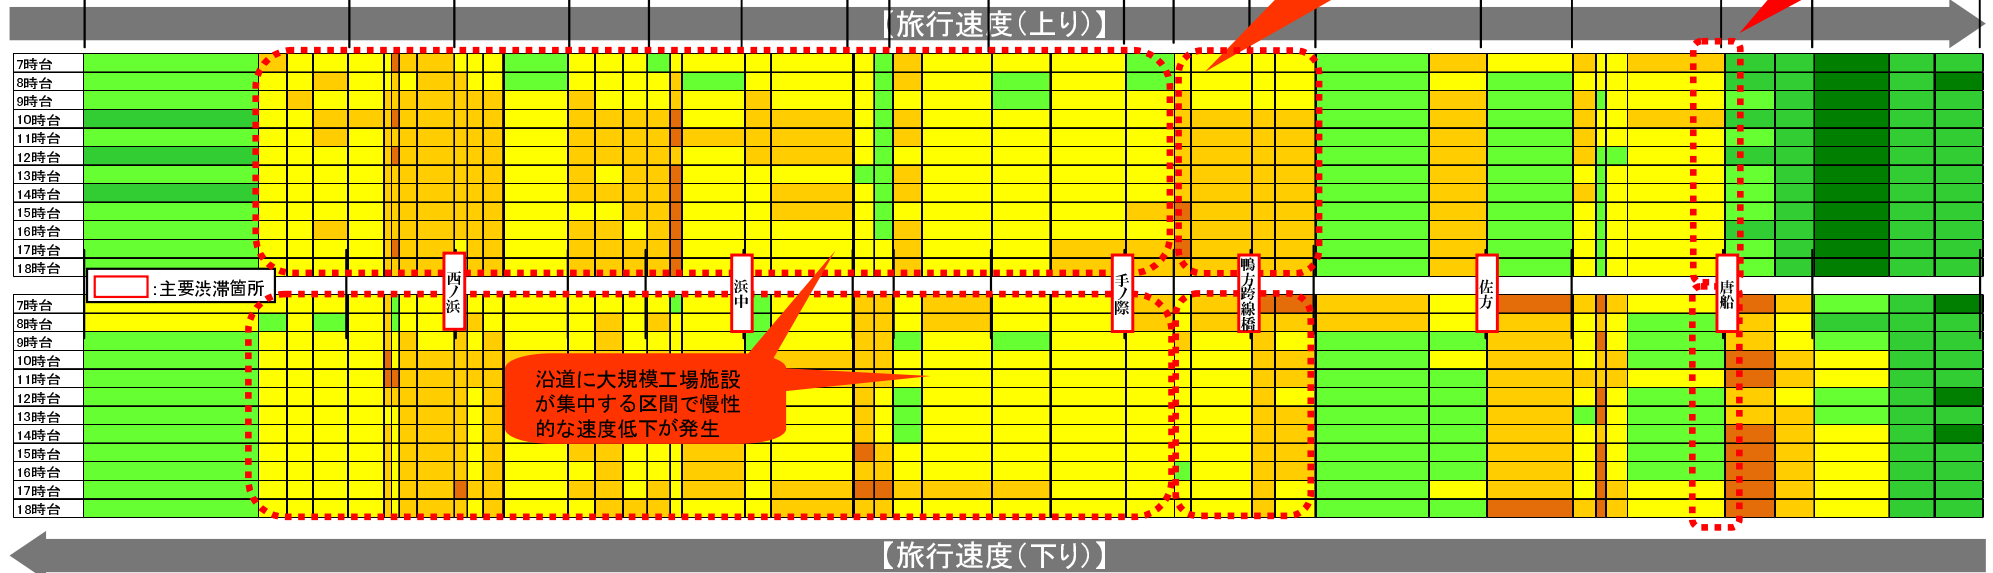 【旅行速度(上り)】
7時台
8時台
9時台
10時台
11時台
12時台
13時台
14時台
15時台
16時台
17時台
18時台
:主要渋滞箇所
西ノ浜
浜中
手ノ際
鴨方跨線橋
佐方
唐船
7時台
8時台
9時台
10時台
11時台
12時台
13時台
14時台
15時台
16時台
17時台
18時台
沿道に大規模工場施設
が集中する区間で慢性
的な速度低下が発生
【旅行速度(下り)】